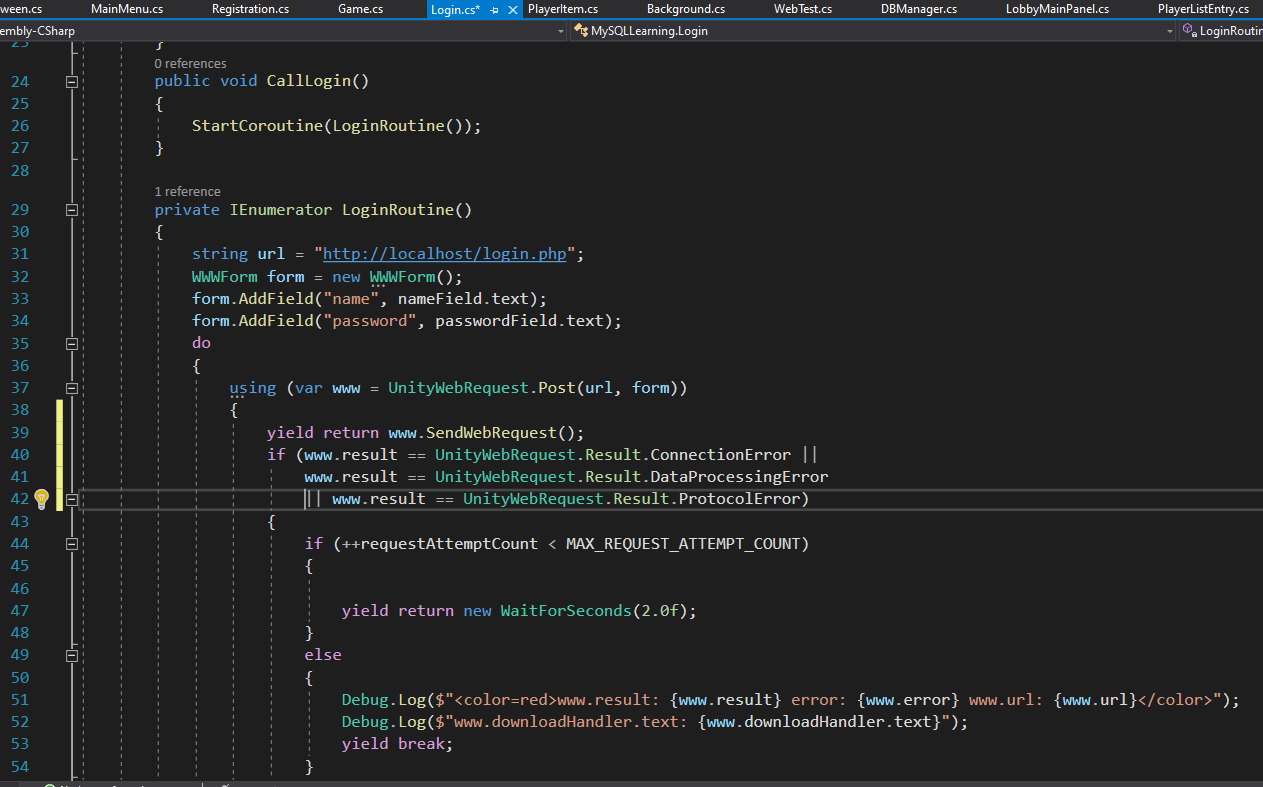 ween.cs MainMenu.cs Registration.cs Game.cs Login.cs* PlayerItem.cs Background.cs WebTest.cs DBManager.cs LobbyMainPanel.cs PlayerListEntry.cs
embly-CSharp MySQLLearning.Login LoginRoutin
23 }
0 references
24 public void CallLogin()
25 {
26 StartCoroutine(LoginRoutine());
27 }
28
1 reference
29 private IEnumerator LoginRoutine()
30 {
31 string url = "http://localhost/login.php";
32 WWWForm form = new WWWForm();
33 form.AddField("name", nameField.text);
34 form.AddField("password", passwordField.text);
35 do
36 {
37 using (var www = UnityWebRequest.Post(url, form))
38 {
39 yield return www.SendWebRequest();
40 if (www.result == UnityWebRequest.Result.ConnectionError ||
41 www.result == UnityWebRequest.Result.DataProcessingError
42 || www.result == UnityWebRequest.Result.ProtocolError)
43 {
44 if (++requestAttemptCount < MAX_REQUEST_ATTEMPT_COUNT)
45 {
46
47 yield return new WaitForSeconds(2.0f);
48 }
49 else
50 {
51 Debug.Log($"<color=red>www.result: {www.result} error: {www.error} www.url: {www.url}</color>");
52 Debug.Log($"www.downloadHandler.text: {www.downloadHandler.text}");
53 yield break;
54 }